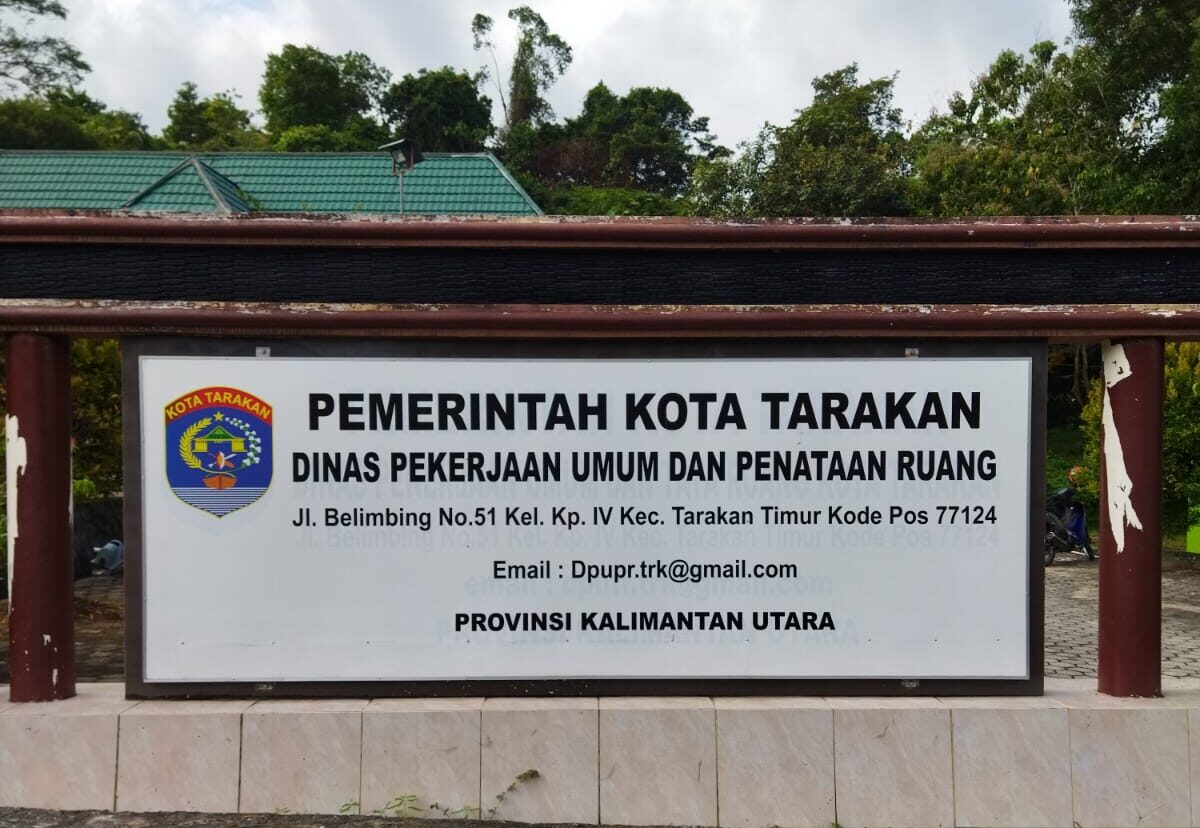 KOTA TARAKAN
PEMERINTAH KOTA TARAKAN
DINAS PEKERJAAN UMUM DAN PENATAAN RUANG
Jl. Belimbing No.51 Kel. Kp. IV Kec. Tarakan Timur Kode Pos 77124
Email : Dpupr.trk@gmail.com
PROVINSI KALIMANTAN UTARA